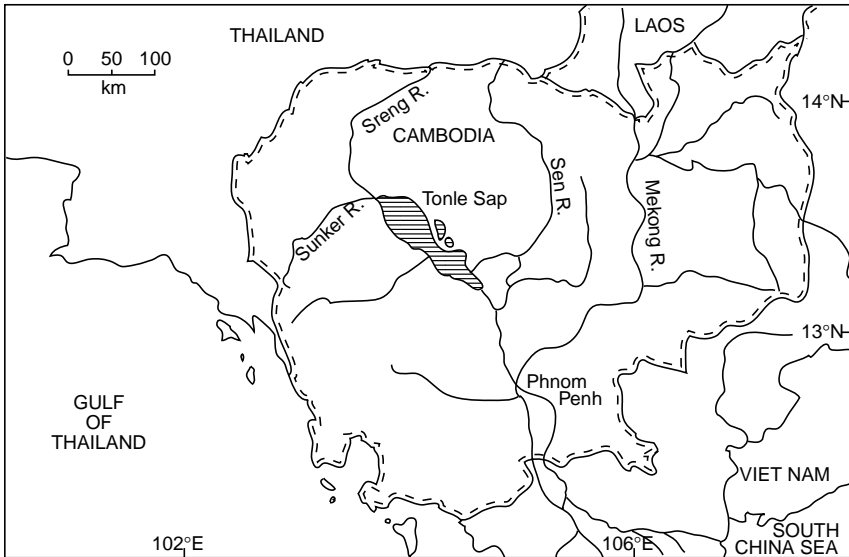 THAILAND
LAOS
0 50 100
km
14°N
Sreng R.
CAMBODIA
Sen R.
Mekong R.
Tonle Sap
Sunker R.
13°N
Phnom
Penh
GULF
OF
THAILAND
VIET NAM
SOUTH
CHINA SEA
102°E
106°E